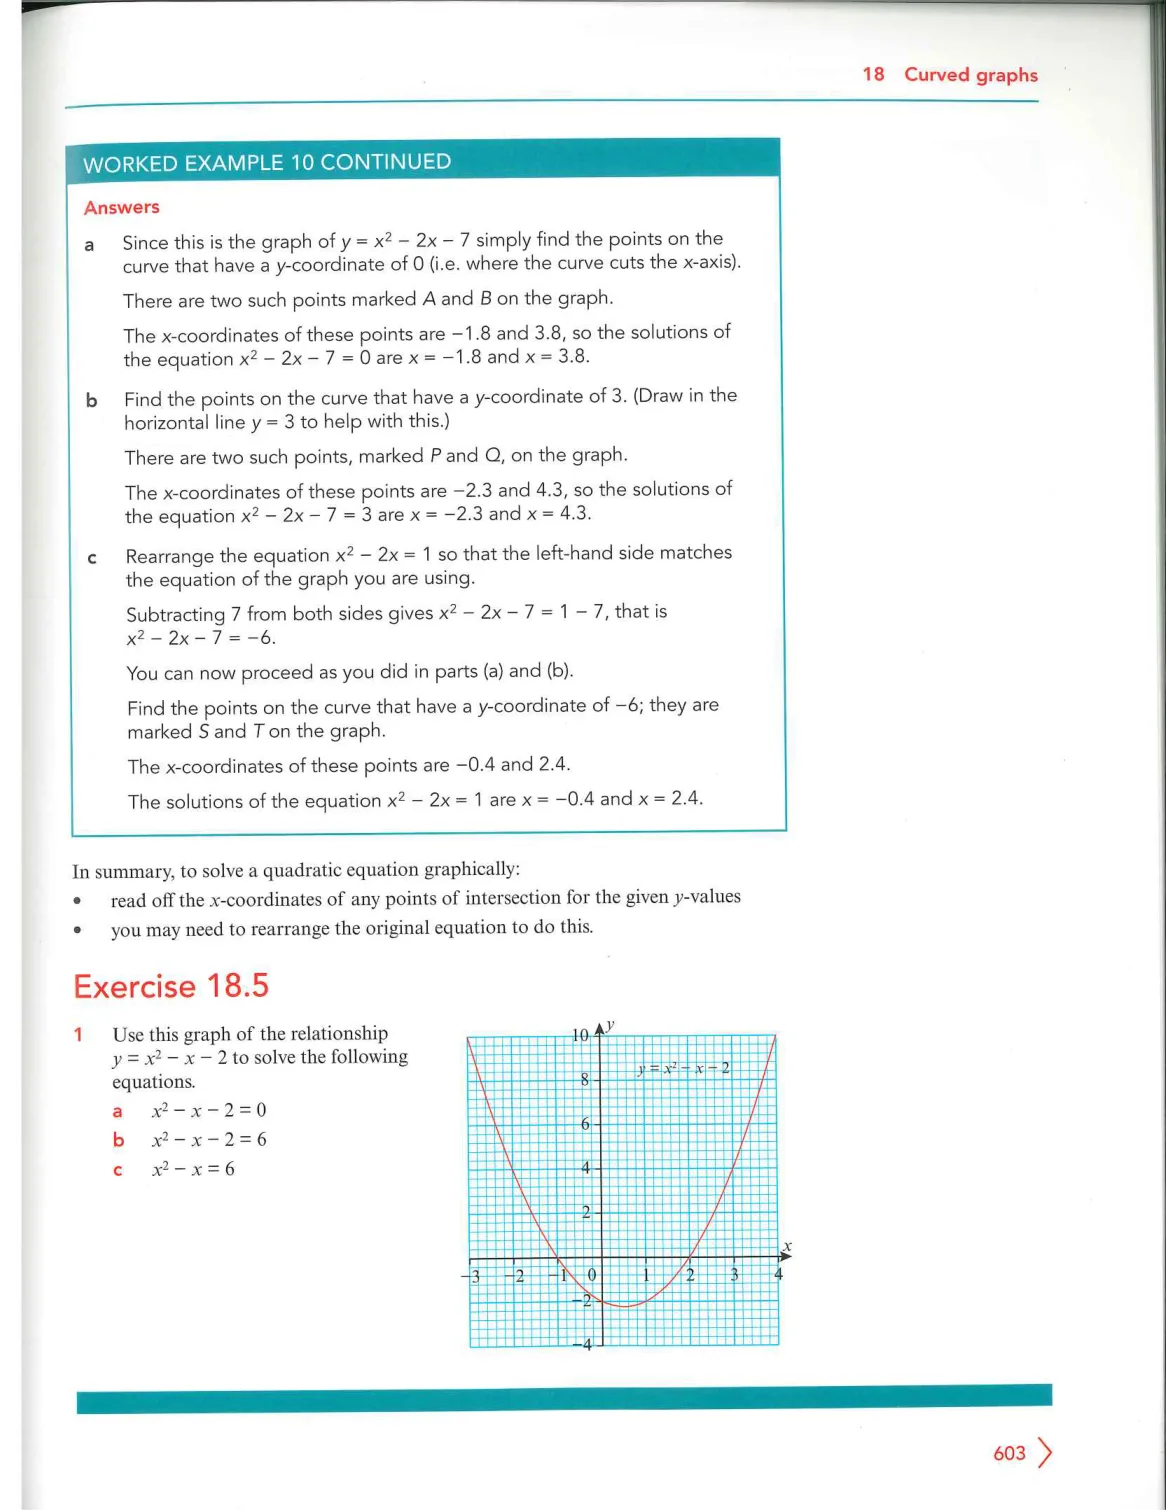 18 Curved graphs
WORKED EXAMPLE 10 CONTINUED
Answers
a Since this is the graph of y = x² − 2x − 7 simply find the points on the
curve that have a y-coordinate of 0 (i.e. where the curve cuts the x-axis).
There are two such points marked A and B on the graph.
The x-coordinates of these points are −1.8 and 3.8, so the solutions of
the equation x² − 2x − 7 = 0 are x = −1.8 and x = 3.8.
b Find the points on the curve that have a y-coordinate of 3. (Draw in the
horizontal line y = 3 to help with this.)
There are two such points, marked P and Q, on the graph.
The x-coordinates of these points are −2.3 and 4.3, so the solutions of
the equation x² − 2x − 7 = 3 are x = −2.3 and x = 4.3.
c Rearrange the equation x² − 2x = 1 so that the left-hand side matches
the equation of the graph you are using.
Subtracting 7 from both sides gives x² − 2x − 7 = 1 − 7, that is
x² − 2x − 7 = −6.
You can now proceed as you did in parts (a) and (b).
Find the points on the curve that have a y-coordinate of −6; they are
marked S and T on the graph.
The x-coordinates of these points are −0.4 and 2.4.
The solutions of the equation x² − 2x = 1 are x = −0.4 and x = 2.4.
In summary, to solve a quadratic equation graphically:
• read off the x-coordinates of any points of intersection for the given y-values
• you may need to rearrange the original equation to do this.
Exercise 18.5
1 Use this graph of the relationship
y = x² − x − 2 to solve the following
equations.
a x² − x − 2 = 0
b x² − x − 2 = 6
c x² − x = 6
y
10
y = x² − x − 2
8
6
4
2
x
−3 −2 −1 0 1 2 3 4
−2
−4
603